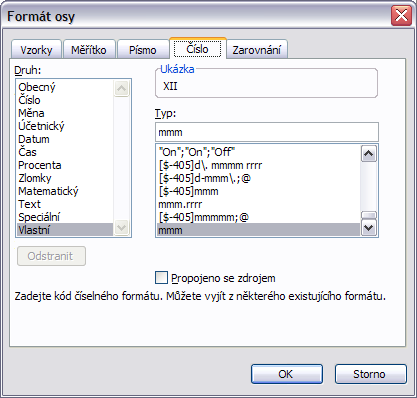 Formát osy
Vzorky
Měřítko
Písmo
Číslo
Zarovnání
Druh:
Obecný
Číslo
Měna
Účetnický
Datum
Čas
Procenta
Zlomky
Matematický
Text
Speciální
Vlastní
Ukázka
XII
Typ:
mmm
"On";"On";"Off"
[$-405]d\. mmmm rrrr
[$-405]d-mmm\.;@
[$-405]mmm
mmm.rrrr
[$-405]mmmmm;@
mmm
Odstranit
Propojeno se zdrojem
Zadejte kód číselného formátu. Můžete vyjít z některého existujícího formátu.
OK
Storno